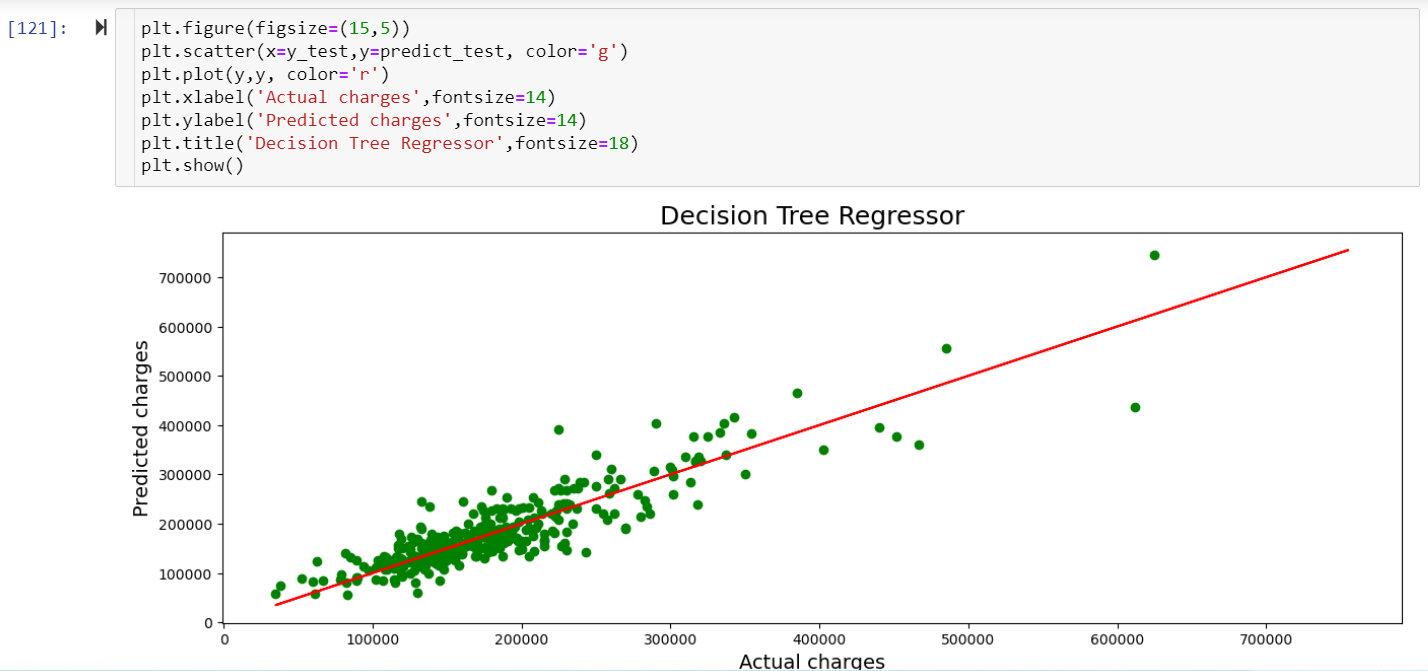 [121]:
plt.figure(figsize=(15,5))
plt.scatter(x=y_test,y=predict_test, color='g')
plt.plot(y,y, color='r')
plt.xlabel('Actual charges',fontsize=14)
plt.ylabel('Predicted charges',fontsize=14)
plt.title('Decision Tree Regressor',fontsize=18)
plt.show()
Decision Tree Regressor
Predicted charges
700000
600000
500000
400000
300000
200000
100000
0
0 100000 200000 300000 400000 500000 600000 700000
Actual charges